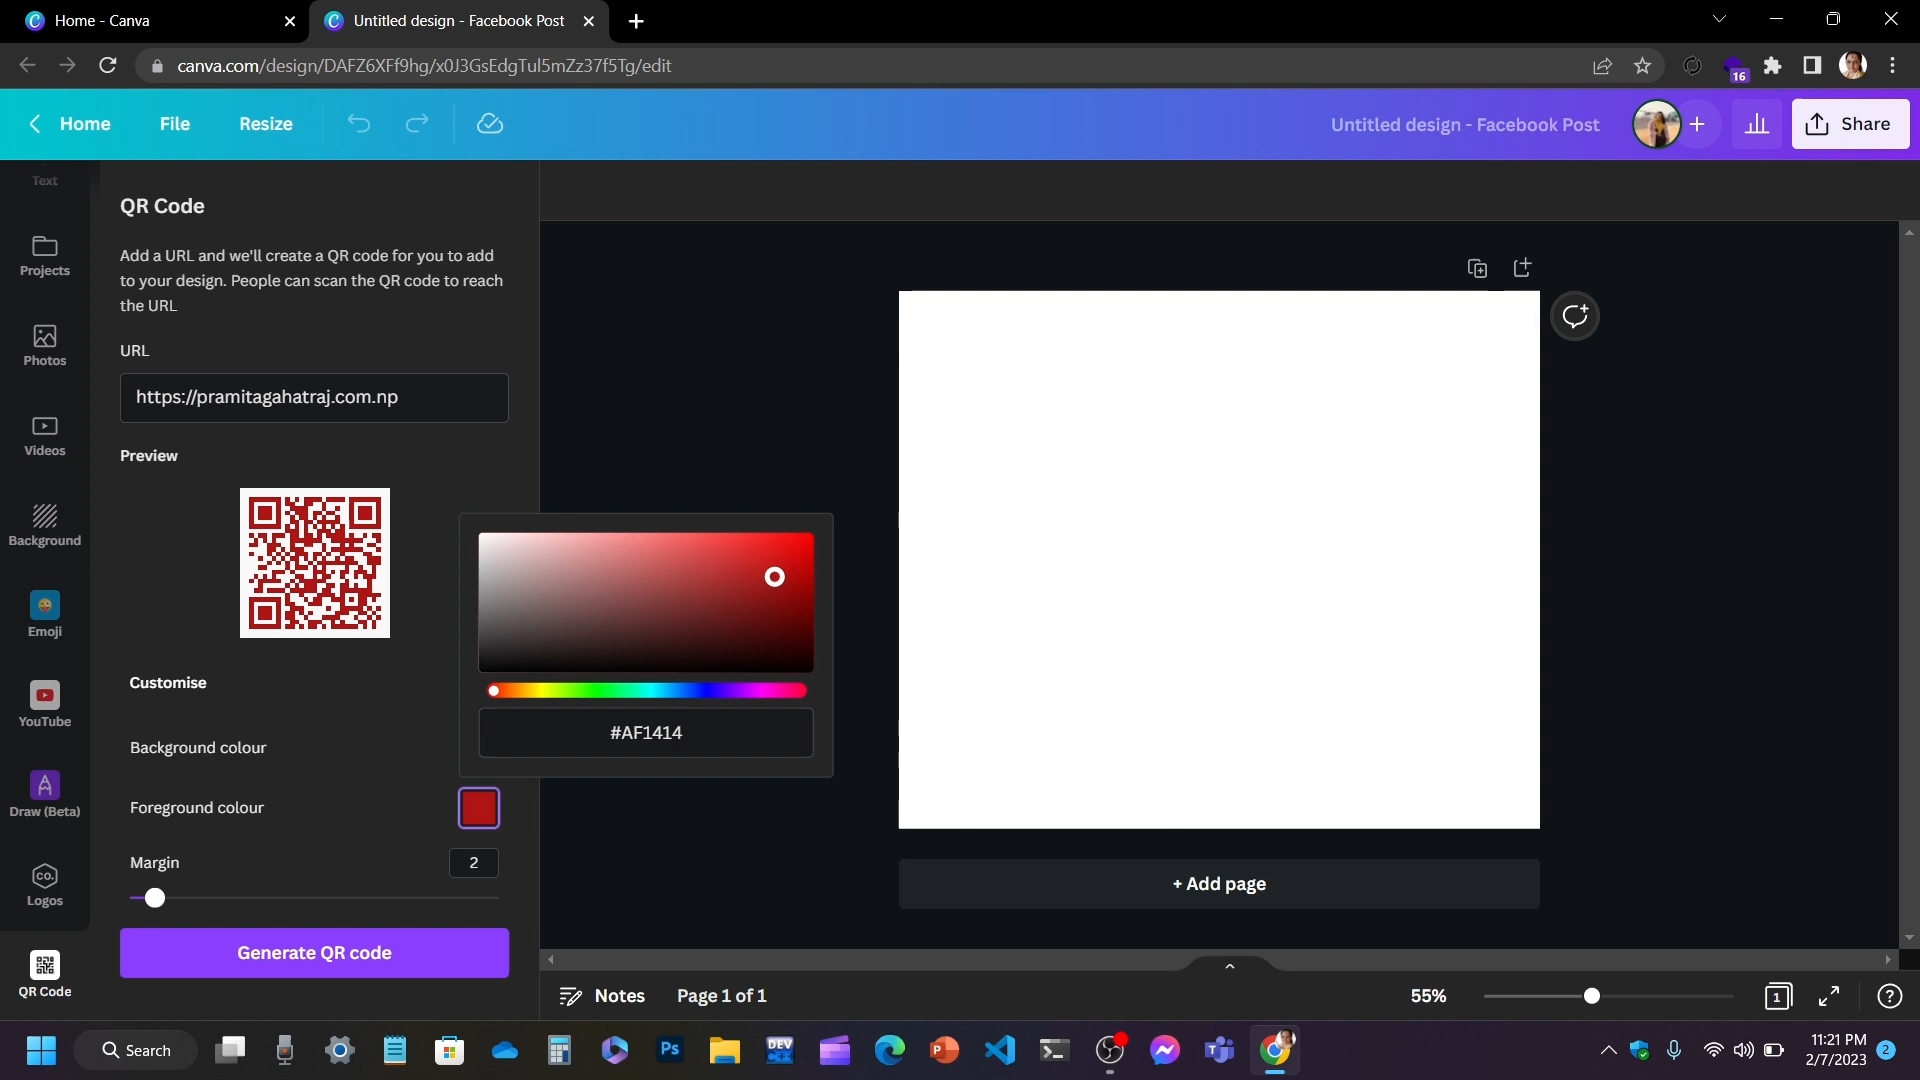 Home - Canva
Untitled design - Facebook Post
canva.com/design/DAFZ6XFf9hg/x0J3GsEdgTul5mZz37f5Tg/edit
16
Home
File
Resize
Untitled design - Facebook Post
Share
Text
Projects
Photos
Videos
Background
Emoji
YouTube
Draw (Beta)
CO.
Logos
QR Code
QR Code
Add a URL and we'll create a QR code for you to add
to your design. People can scan the QR code to reach
the URL
URL
https://pramitagahatraj.com.np
Preview
Customise
Background colour
Foreground colour
Margin
2
Generate QR code
#AF1414
+ Add page
Notes
Page 1 of 1
55%
1
Search
Ps
DEV
C++
P
T
11:21 PM
2/7/2023
2